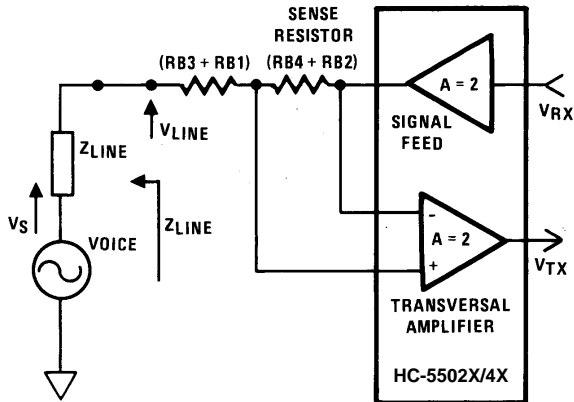 SENSE
RESISTOR
(RB3 + RB1) (RB4 + RB2)
A = 2
VLINE
SIGNAL
FEED
VRX
ZLINE
VS
VOICE
ZLINE
-
A = 2
+
VTX
TRANSVERSAL
AMPLIFIER
HC-5502X/4X